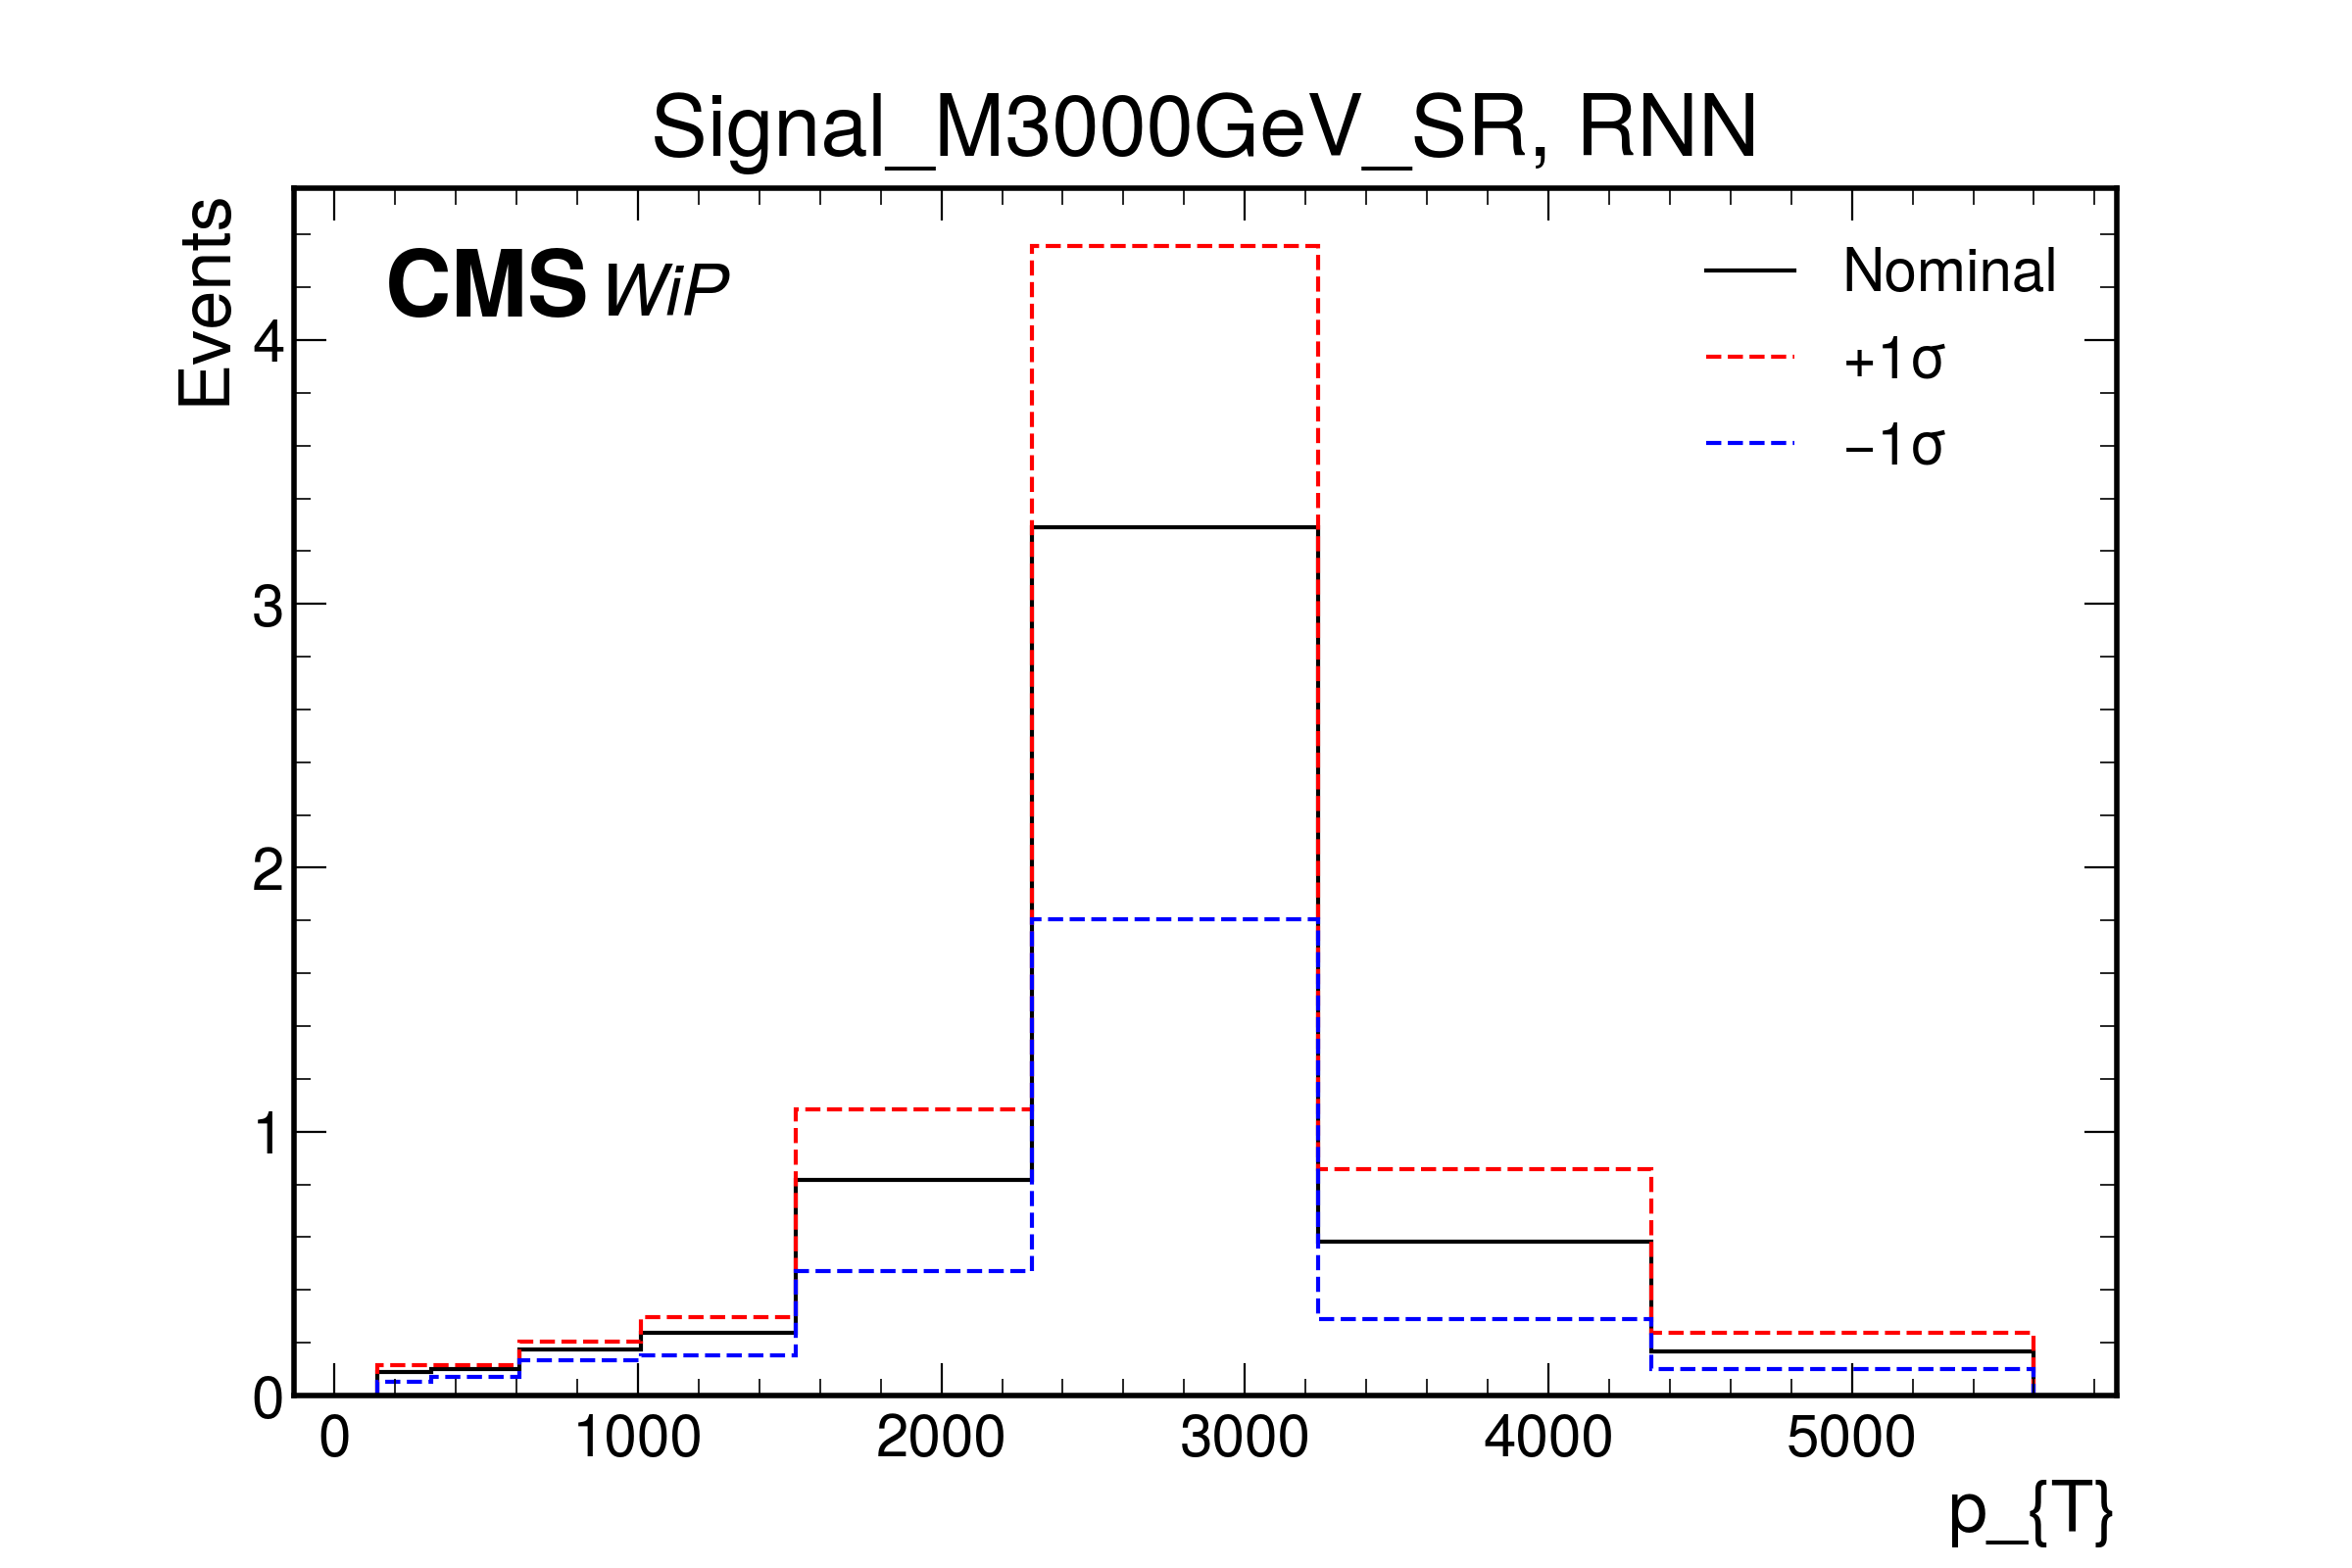 Signal_M3000GeV_SR, RNN
Events
CMS WiP
Nominal
+1σ
−1σ
4
3
2
1
0
0 1000 2000 3000 4000 5000
p_{T}